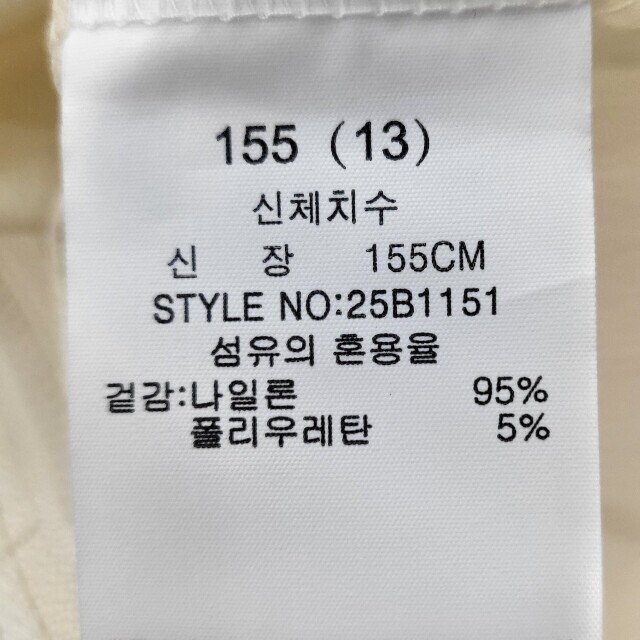 155 (13)
신체치수
신 장 155CM
STYLE NO:25B1151
섬유의 혼용율
겉감:나일론 95%
폴리우레탄 5%